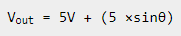 Vout = 5V + (5 ×sinθ)